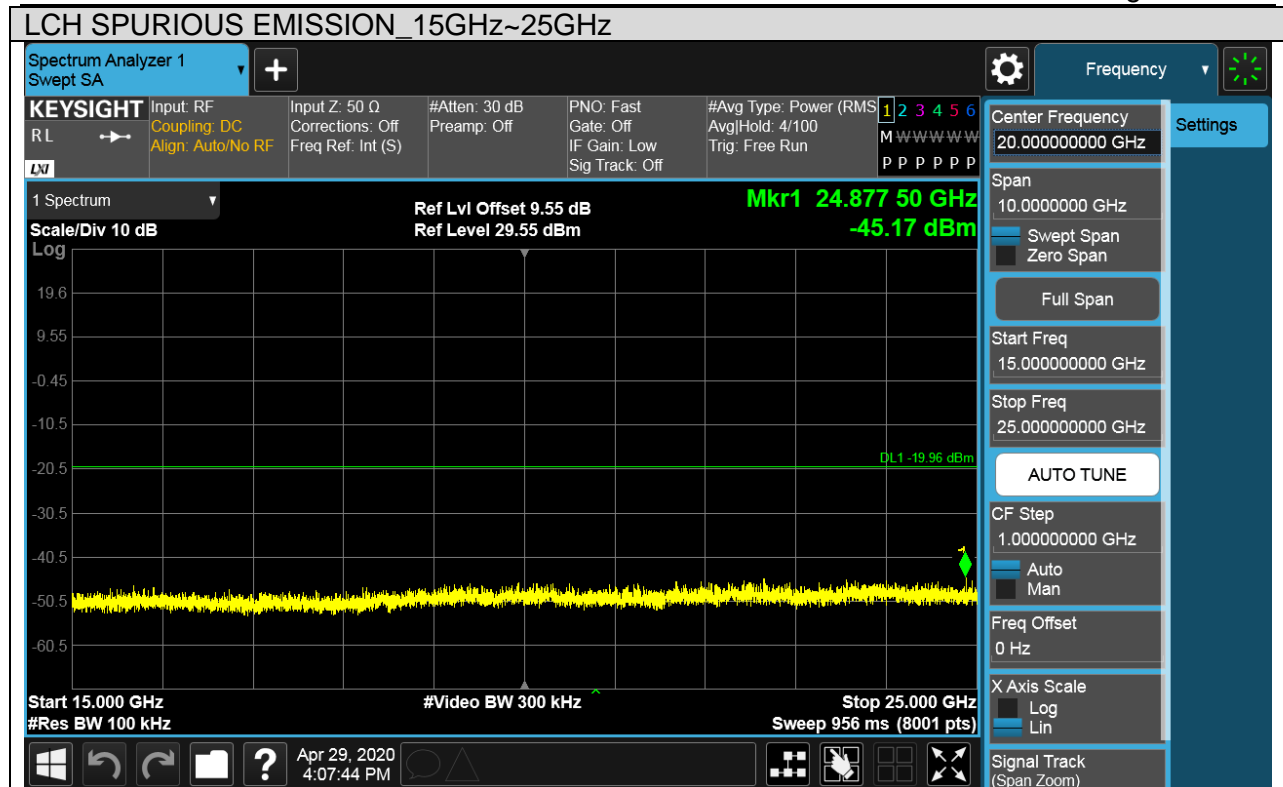 LCH SPURIOUS EMISSION_15GHz~25GHz
Spectrum Analyzer 1
Swept SA
Frequency
KEYSIGHT
RL
LXI
Input: RF
Coupling: DC
Align: Auto/No RF
Input Z: 50 Ω
Corrections: Off
Freq Ref: Int (S)
#Atten: 30 dB
Preamp: Off
PNO: Fast
Gate: Off
IF Gain: Low
Sig Track: Off
#Avg Type: Power (RMS
Avg|Hold: 4/100
Trig: Free Run
1 2 3 4 5 6
M W W W W W
P P P P P P
1 Spectrum
Scale/Div 10 dB
Ref Lvl Offset 9.55 dB
Ref Level 29.55 dBm
Mkr1 24.877 50 GHz
-45.17 dBm
Log
19.6
9.55
-0.45
-10.5
-20.5
-30.5
-40.5
-50.5
-60.5
DL1 -19.96 dBm
1
Start 15.000 GHz
#Res BW 100 kHz
#Video BW 300 kHz
Stop 25.000 GHz
Sweep 956 ms (8001 pts)
Apr 29, 2020
4:07:44 PM
Center Frequency
20.000000000 GHz
Settings
Span
10.0000000 GHz
Swept Span
Zero Span
Full Span
Start Freq
15.000000000 GHz
Stop Freq
25.000000000 GHz
AUTO TUNE
CF Step
1.000000000 GHz
Auto
Man
Freq Offset
0 Hz
X Axis Scale
Log
Lin
Signal Track
(Span Zoom)